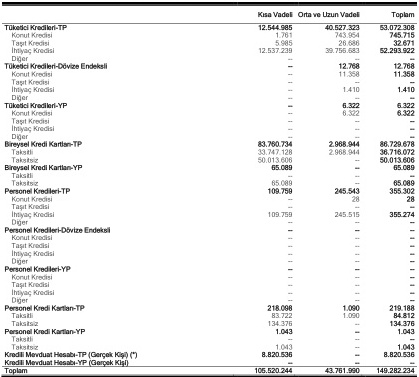 Kısa Vadeli Orta ve Uzun Vadeli Toplam
Tüketici Kredileri-TP 12.544.985 40.527.323 53.072.308
Konut Kredisi 1.761 743.954 745.715
Taşıt Kredisi 5.985 26.686 32.671
İhtiyaç Kredisi 12.537.239 39.756.683 52.293.922
Diğer -- -- --
Tüketici Kredileri-Dövize Endeksli -- 12.768 12.768
Konut Kredisi -- 11.358 11.358
Taşıt Kredisi -- -- --
İhtiyaç Kredisi -- 1.410 1.410
Diğer -- -- --
Tüketici Kredileri-YP -- 6.322 6.322
Konut Kredisi -- 6.322 6.322
Taşıt Kredisi -- -- --
İhtiyaç Kredisi -- -- --
Diğer -- -- --
Bireysel Kredi Kartları-TP 83.760.734 2.968.944 86.729.678
Taksitli 33.747.128 2.968.944 36.716.072
Taksitsiz 50.013.606 -- 50.013.606
Bireysel Kredi Kartları-YP 65.089 -- 65.089
Taksitli -- -- --
Taksitsiz 65.089 -- 65.089
Personel Kredileri-TP 109.759 245.543 355.302
Konut Kredisi -- 28 28
Taşıt Kredisi -- -- --
İhtiyaç Kredisi 109.759 245.515 355.274
Diğer -- -- --
Personel Kredileri-Dövize Endeksli -- -- --
Konut Kredisi -- -- --
Taşıt Kredisi -- -- --
İhtiyaç Kredisi -- -- --
Diğer -- -- --
Personel Kredileri-YP -- -- --
Konut Kredisi -- -- --
Taşıt Kredisi -- -- --
İhtiyaç Kredisi -- -- --
Diğer -- -- --
Personel Kredi Kartları-TP 218.098 1.090 219.188
Taksitli 83.722 1.090 84.812
Taksitsiz 134.376 -- 134.376
Personel Kredi Kartları-YP 1.043 -- 1.043
Taksitli -- -- --
Taksitsiz 1.043 -- 1.043
Kredili Mevduat Hesabı-TP (Gerçek Kişi) (*) 8.820.536 -- 8.820.536
Kredili Mevduat Hesabı-YP (Gerçek Kişi) -- -- --
Toplam 105.520.244 43.761.990 149.282.234